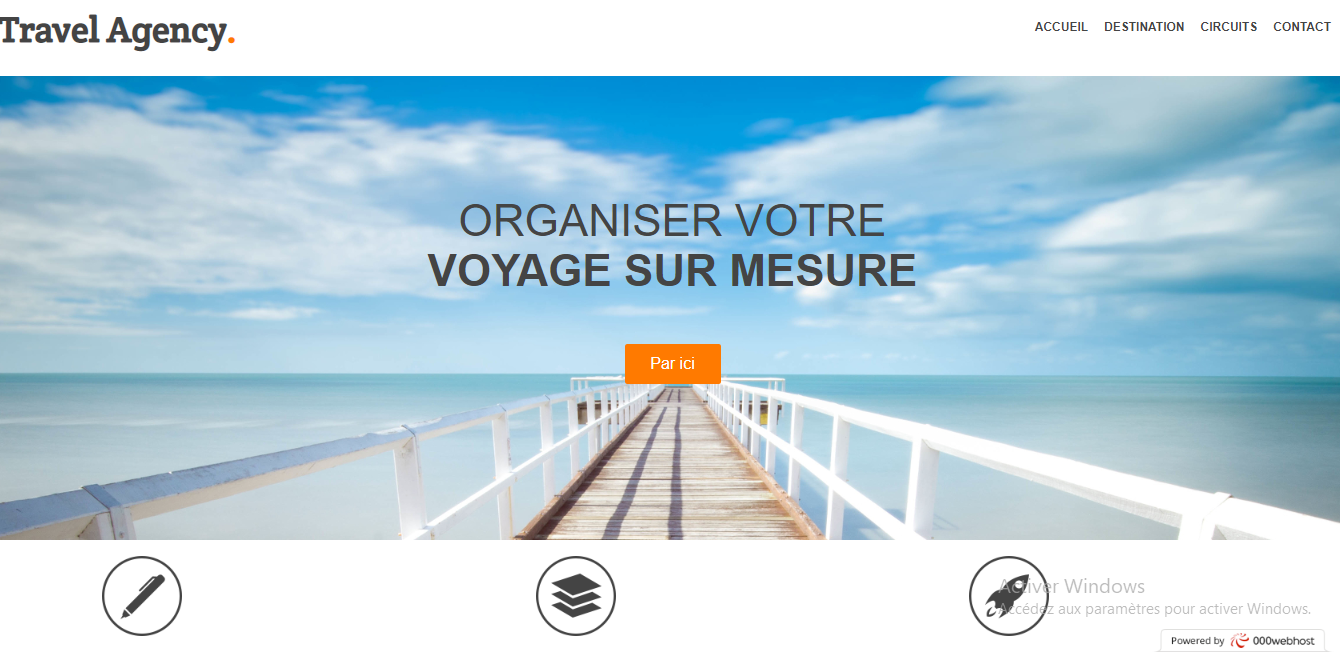 Travel Agency.
ACCUEIL DESTINATION CIRCUITS CONTACT
ORGANISER VOTRE
VOYAGE SUR MESURE
Par ici
Activer Windows
Accédez aux paramètres pour activer Windows.
Powered by 000webhost